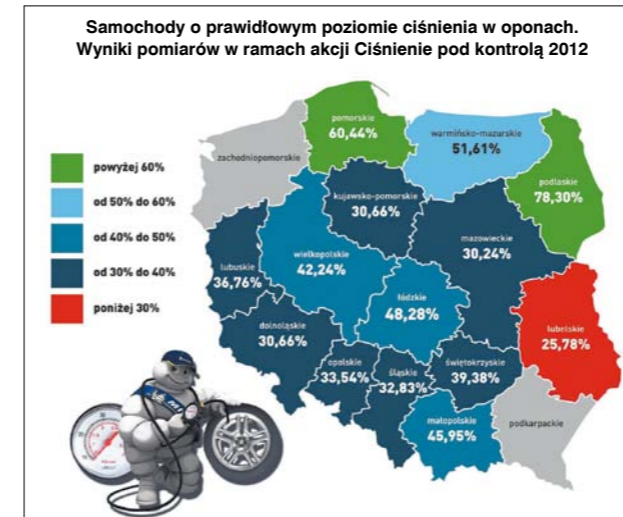 Samochody o prawidłowym poziomie ciśnienia w oponach.
Wyniki pomiarów w ramach akcji Ciśnienie pod kontrolą 2012
pomorskie
60,44%
warmińsko-mazurskie
51,61%
zachodniopomorskie
podlaskie
78,30%
kujawsko-pomorskie
30,66%
mazowieckie
30,24%
wielkopolskie
42,24%
lubuskie
36,76%
łódzkie
48,28%
lubelskie
25,78%
dolnoląskie
30,66%
opolskie
33,54%
śląskie
32,83%
świętokrzyskie
39,38%
małopolskie
45,95%
podkarpackie
powyżej 60%
od 50% do 60%
od 40% do 50%
od 30% do 40%
poniżej 30%